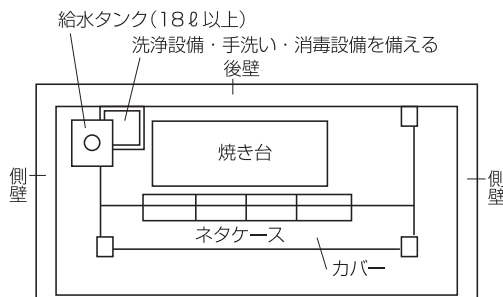 給水タンク(18ℓ以上)
洗浄設備・手洗い・消毒設備を備える
後壁
焼き台
側壁
側壁
ネタケース
カバー